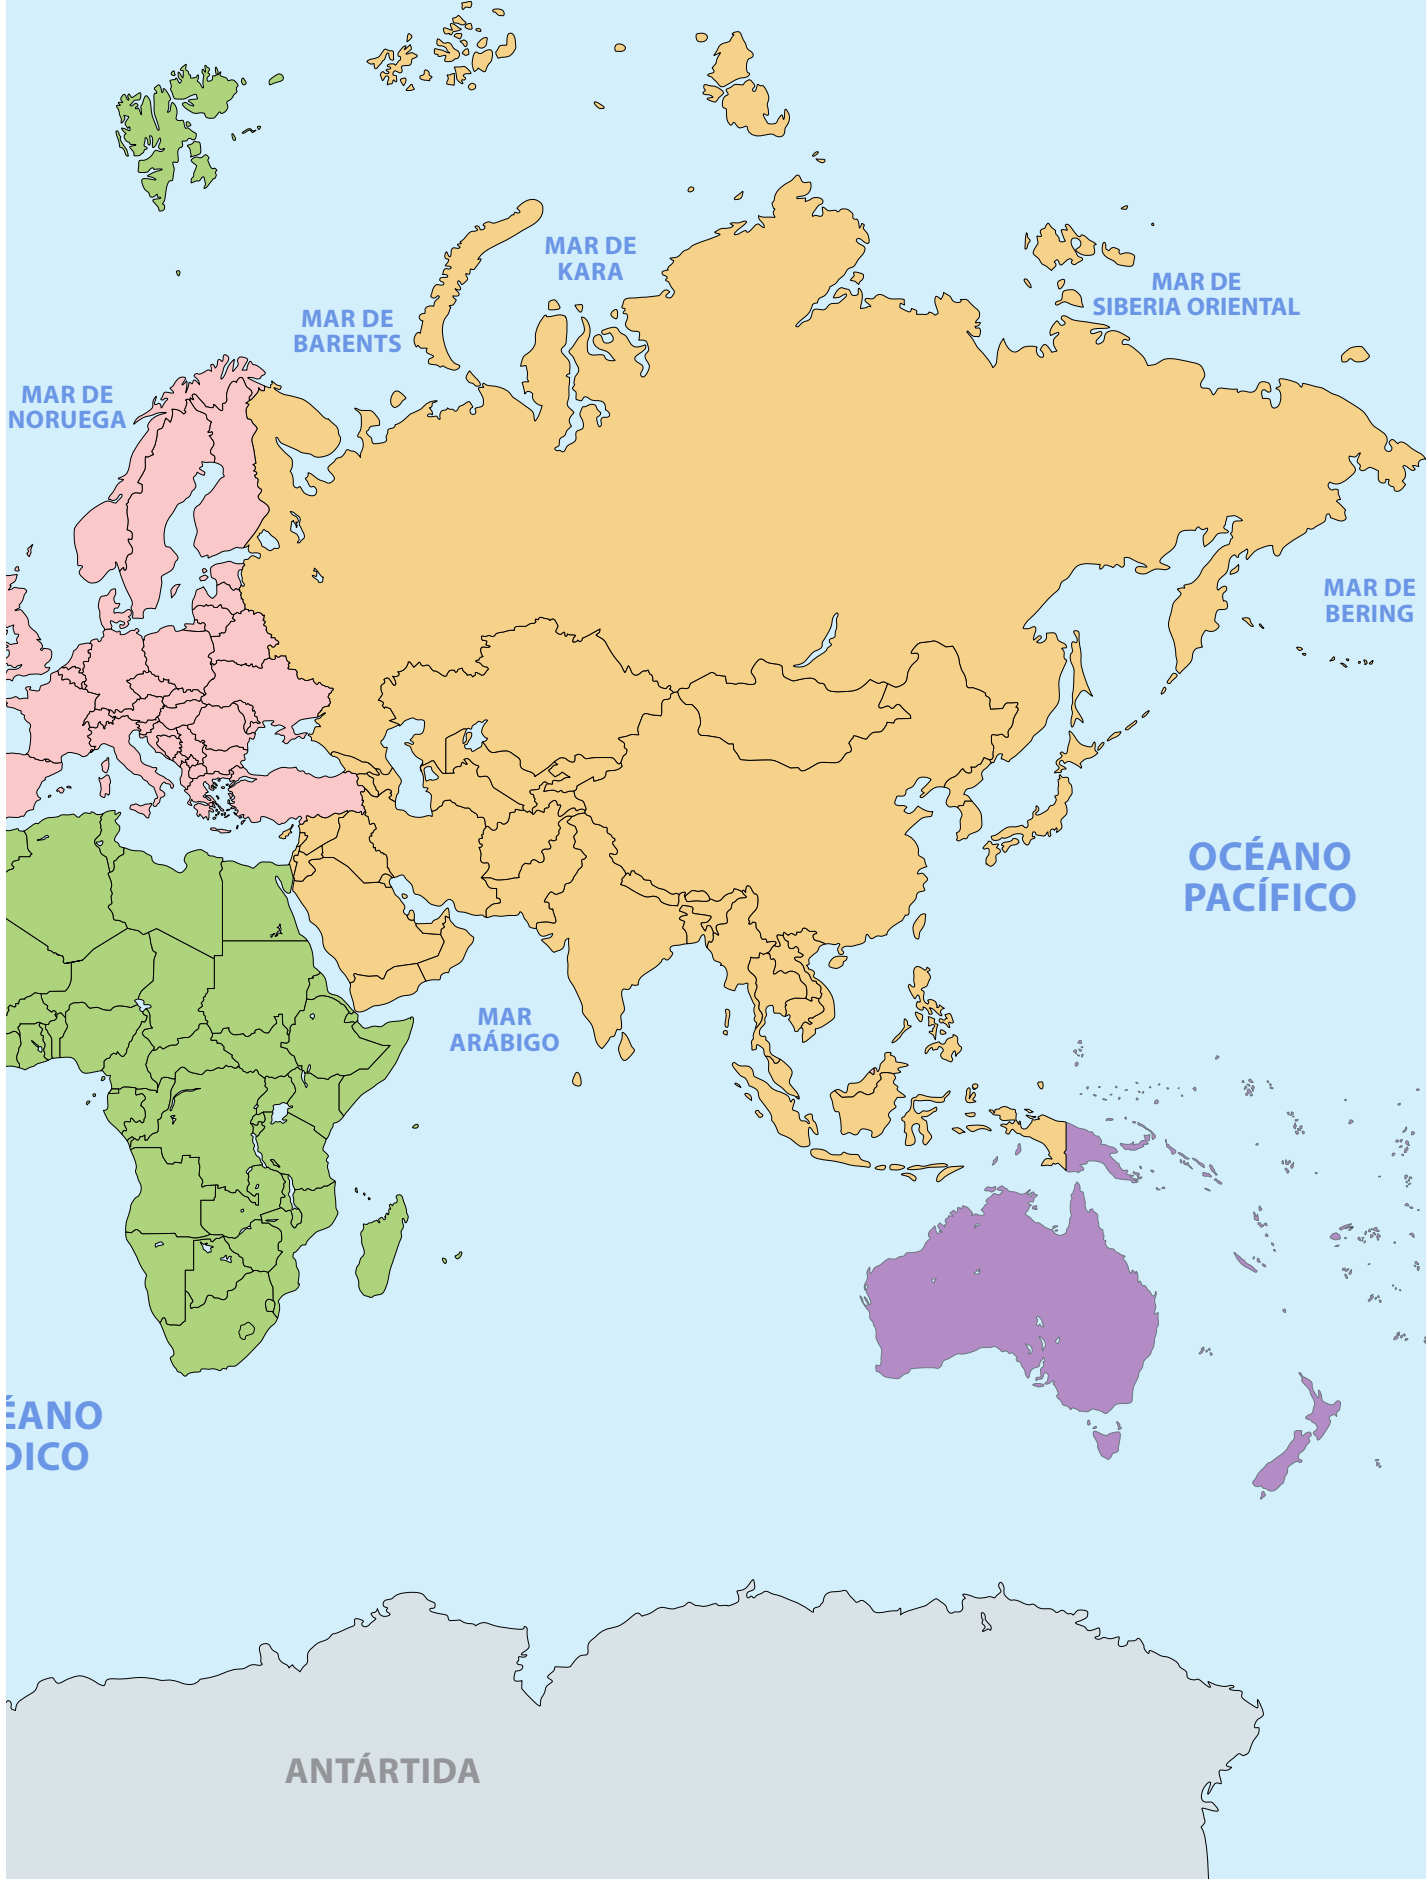 MAR DE
KARA
MAR DE
SIBERIA ORIENTAL
MAR DE
BARENTS
MAR DE
NORUEGA
MAR DE
BERING
OCÉANO
PACÍFICO
MAR
ARÁBIGO
ÉANO
DICO
ANTÁRTIDA